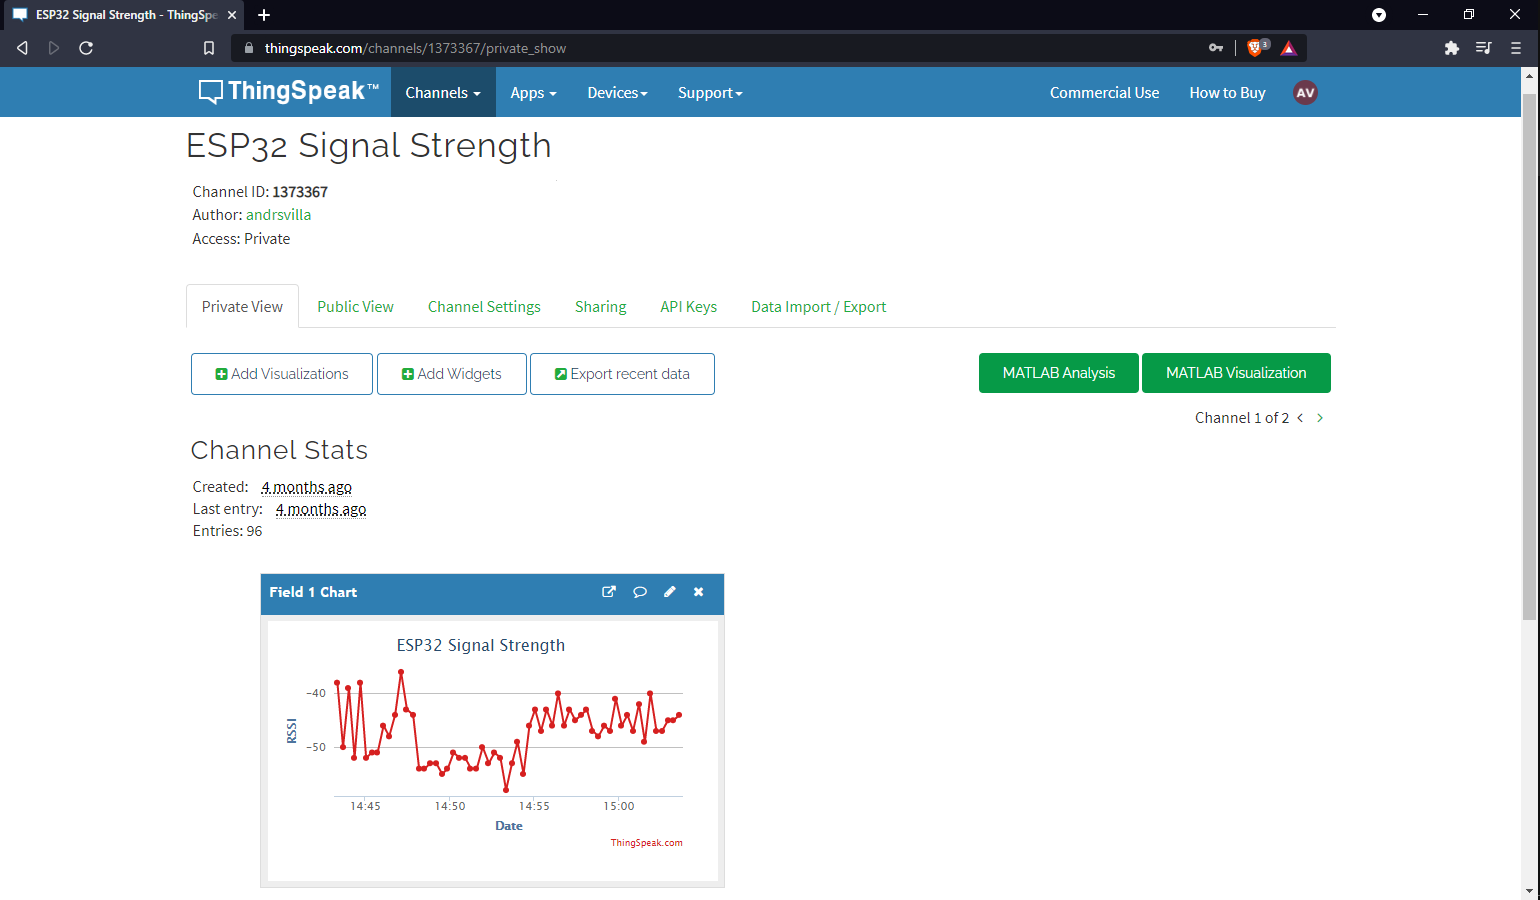 ESP32 Signal Strength - ThingSpe
thingspeak.com/channels/1373367/private_show
3
ThingSpeak™ Channels Apps Devices Support Commercial Use How to Buy AV
ESP32 Signal Strength
Channel ID: 1373367
Author: andrsvilla
Access: Private
Private View Public View Channel Settings Sharing API Keys Data Import / Export
Add Visualizations Add Widgets Export recent data MATLAB Analysis MATLAB Visualization
Channel 1 of 2 < >
Channel Stats
Created: 4 months ago
Last entry: 4 months ago
Entries: 96
Field 1 Chart
ESP32 Signal Strength
RSSI
-40
-50
14:45 14:50 14:55 15:00
Date
ThingSpeak.com